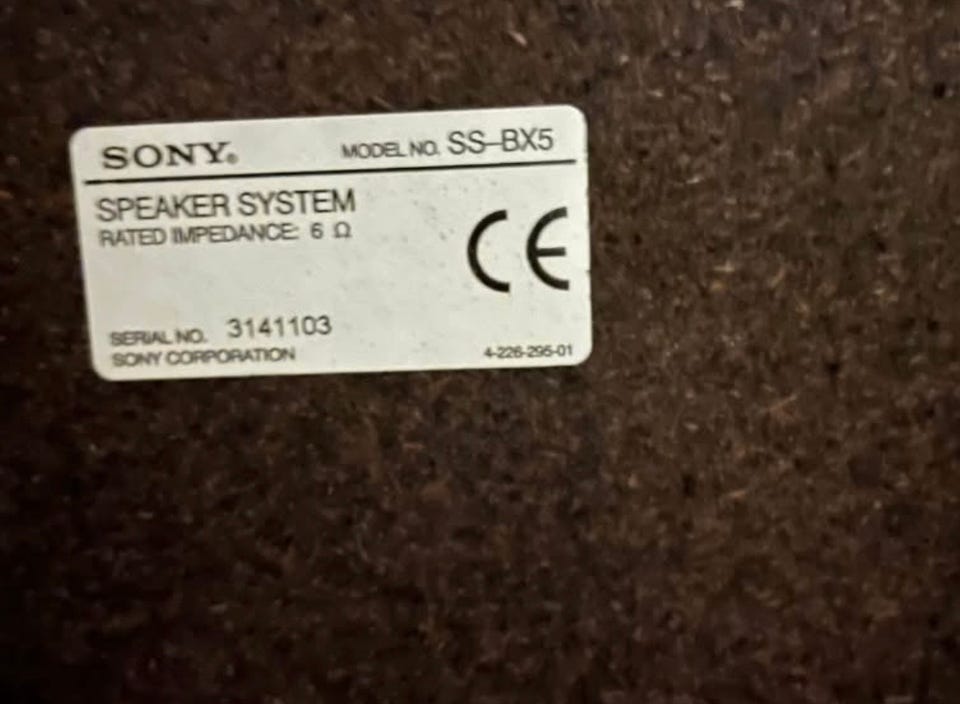 SONY®
MODEL NO. SS-BX5
SPEAKER SYSTEM
RATED IMPEDANCE: 6 Ω
CE
SERIAL NO. 3141103
SONY CORPORATION
4-226-295-01